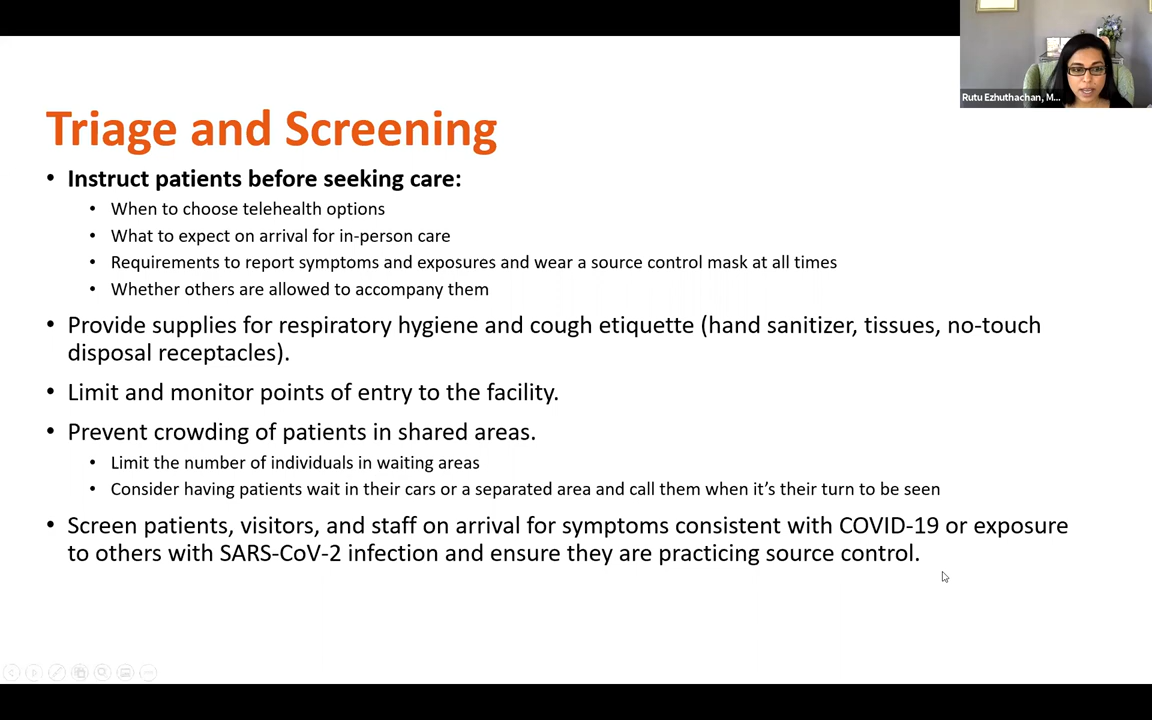 Rutu Ezhuthachan, M...
Triage and Screening
• Instruct patients before seeking care:
• When to choose telehealth options
• What to expect on arrival for in-person care
• Requirements to report symptoms and exposures and wear a source control mask at all times
• Whether others are allowed to accompany them
• Provide supplies for respiratory hygiene and cough etiquette (hand sanitizer, tissues, no-touch
disposal receptacles).
• Limit and monitor points of entry to the facility.
• Prevent crowding of patients in shared areas.
• Limit the number of individuals in waiting areas
• Consider having patients wait in their cars or a separated area and call them when it’s their turn to be seen
• Screen patients, visitors, and staff on arrival for symptoms consistent with COVID-19 or exposure
to others with SARS-CoV-2 infection and ensure they are practicing source control.